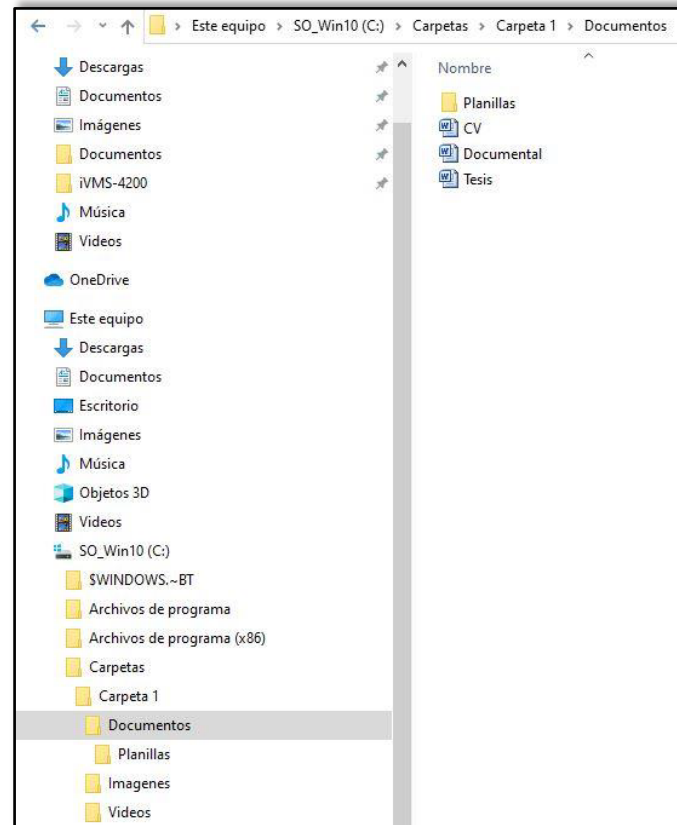 Este equipo > SO_Win10 (C:) > Carpetas > Carpeta 1 > Documentos
Descargas
Documentos
Imágenes
Documentos
iVMS-4200
Música
Videos
OneDrive
Este equipo
Descargas
Documentos
Escritorio
Imágenes
Música
Objetos 3D
Videos
SO_Win10 (C:)
$WINDOWS.~BT
Archivos de programa
Archivos de programa (x86)
Carpetas
Carpeta 1
Documentos
Planillas
Imagenes
Videos
Nombre
Planillas
CV
Documental
Tesis